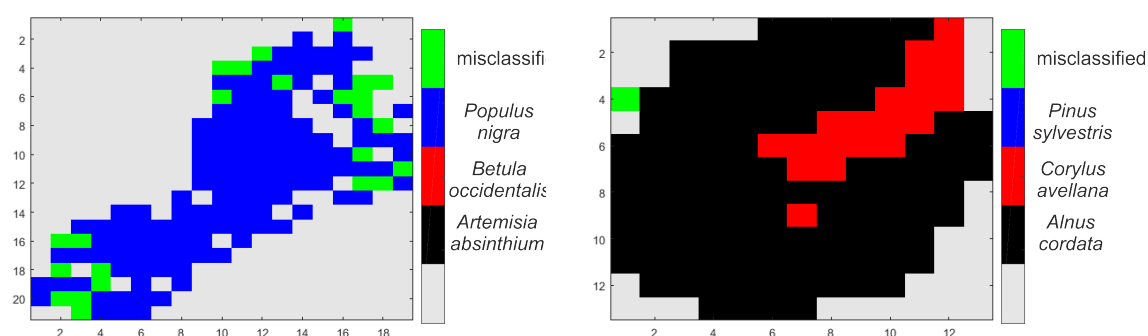 misclassifi
Populus
nigra
Betula
occidentalis
Artemisia
absinthium
2
4
6
8
10
12
14
16
18
20
2
4
6
8
10
12
14
16
18
misclassified
Pinus
sylvestris
Corylus
avellana
Alnus
cordata
2
4
6
8
10
12
2
4
6
8
10
12